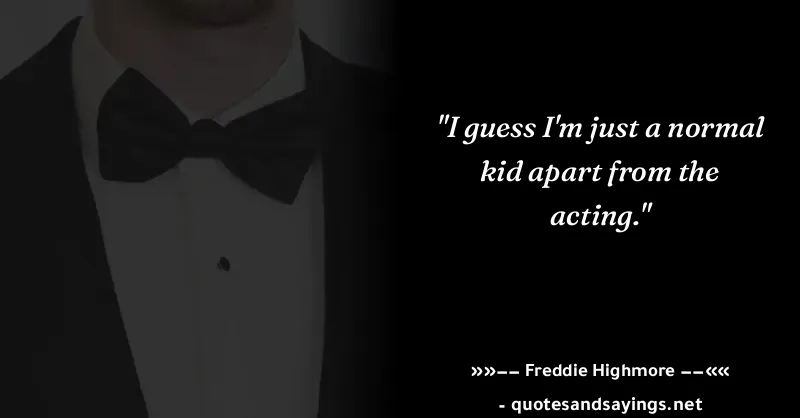 "I guess I'm just a normal
kid apart from the
acting."
»»−− Freddie Highmore −−««
- quotesandsayings.net